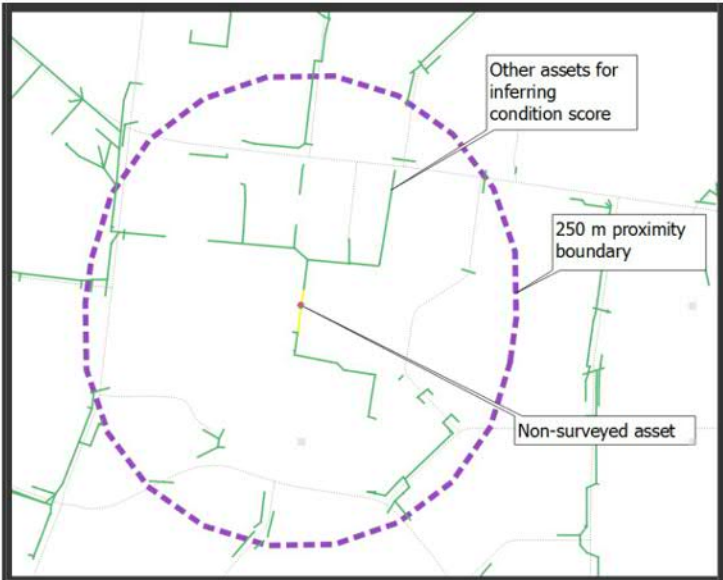 Other assets for
inferring
condition score
250 m proximity
boundary
Non-surveyed asset